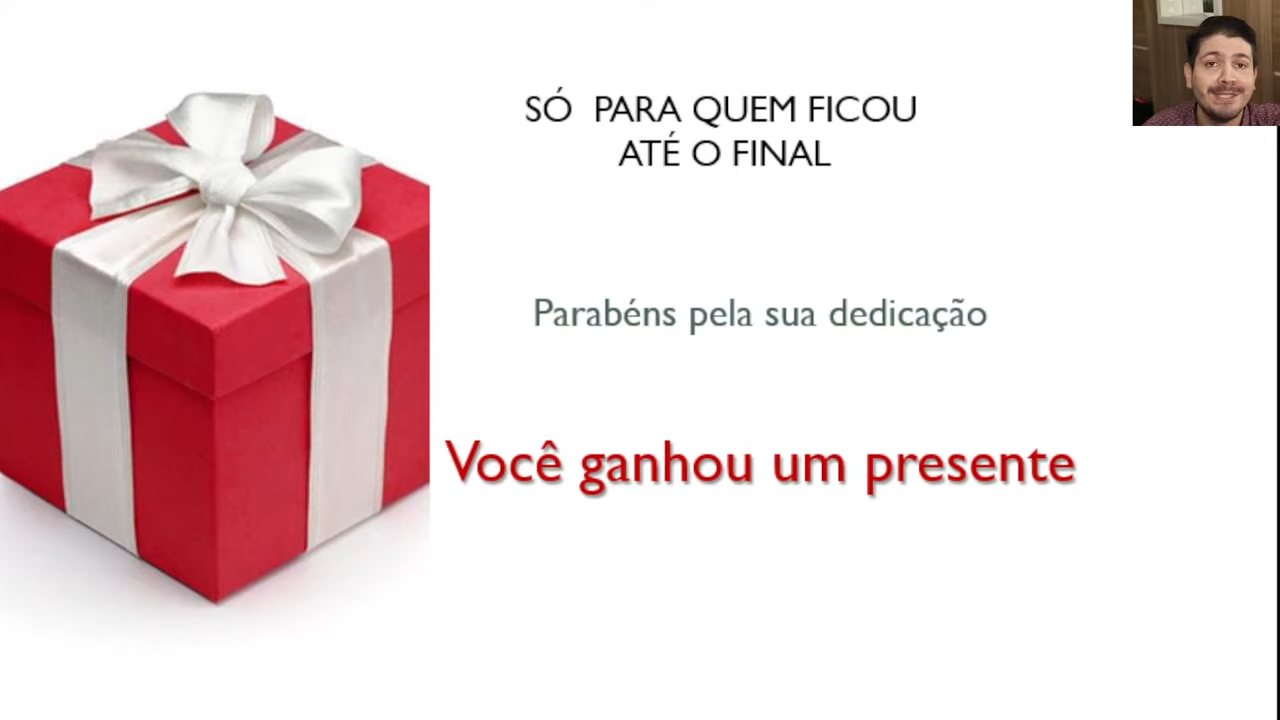 SÓ PARA QUEM FICOU
ATÉ O FINAL
Parabéns pela sua dedicação
Você ganhou um presente